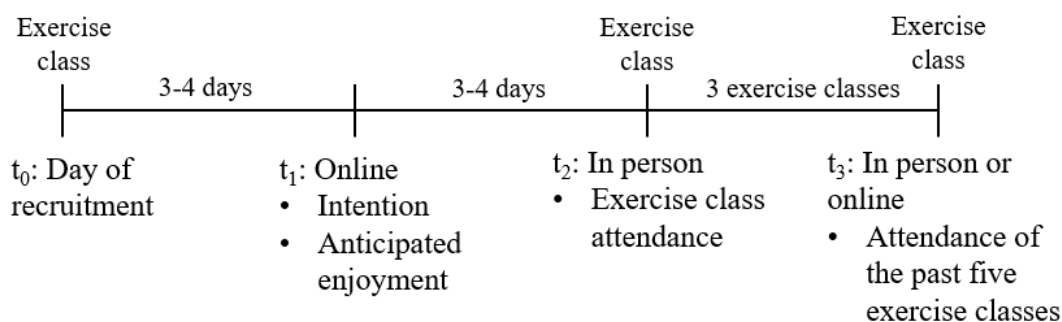 Exercise
class
Exercise
class
Exercise
class
3-4 days
3-4 days
3 exercise classes
t₀: Day of
recruitment
t₁: Online
• Intention
• Anticipated
enjoyment
t₂: In person
• Exercise class
attendance
t₃: In person or
online
• Attendance of
the past five
exercise classes